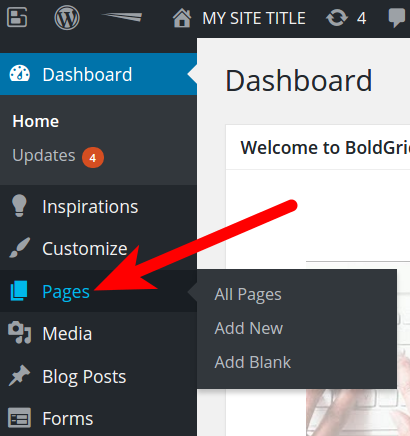 MY SITE TITLE 4
Dashboard
Home
Updates 4
Inspirations
Customize
Pages
Media
Blog Posts
Forms
Dashboard
Welcome to BoldGri
All Pages
Add New
Add Blank